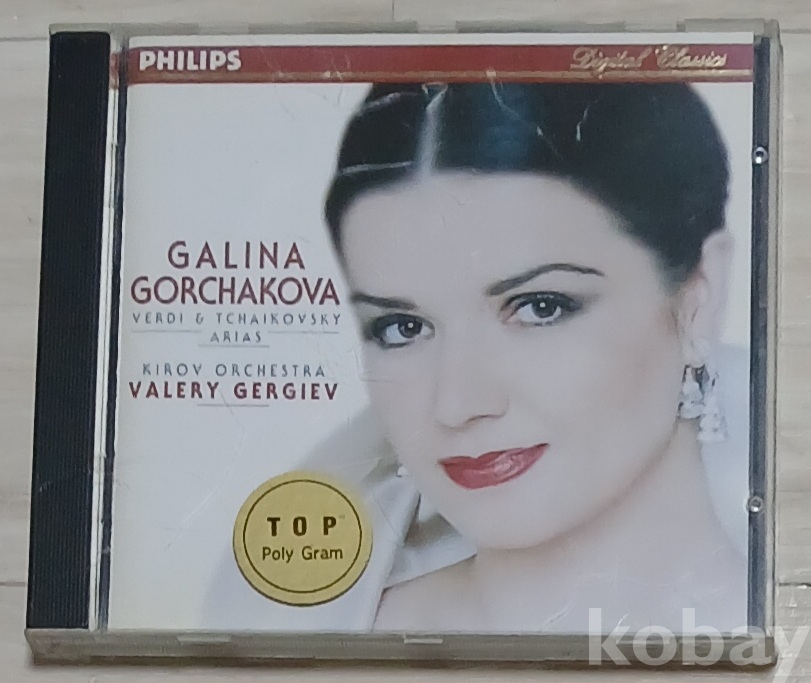 PHILIPS
Digital Classics
GALINA
GORCHAKOVA
VERDI & TCHAIKOVSKY
ARIAS
KIROV ORCHESTRA
VALERY GERGIEV
TOP
Poly Gram
kobay